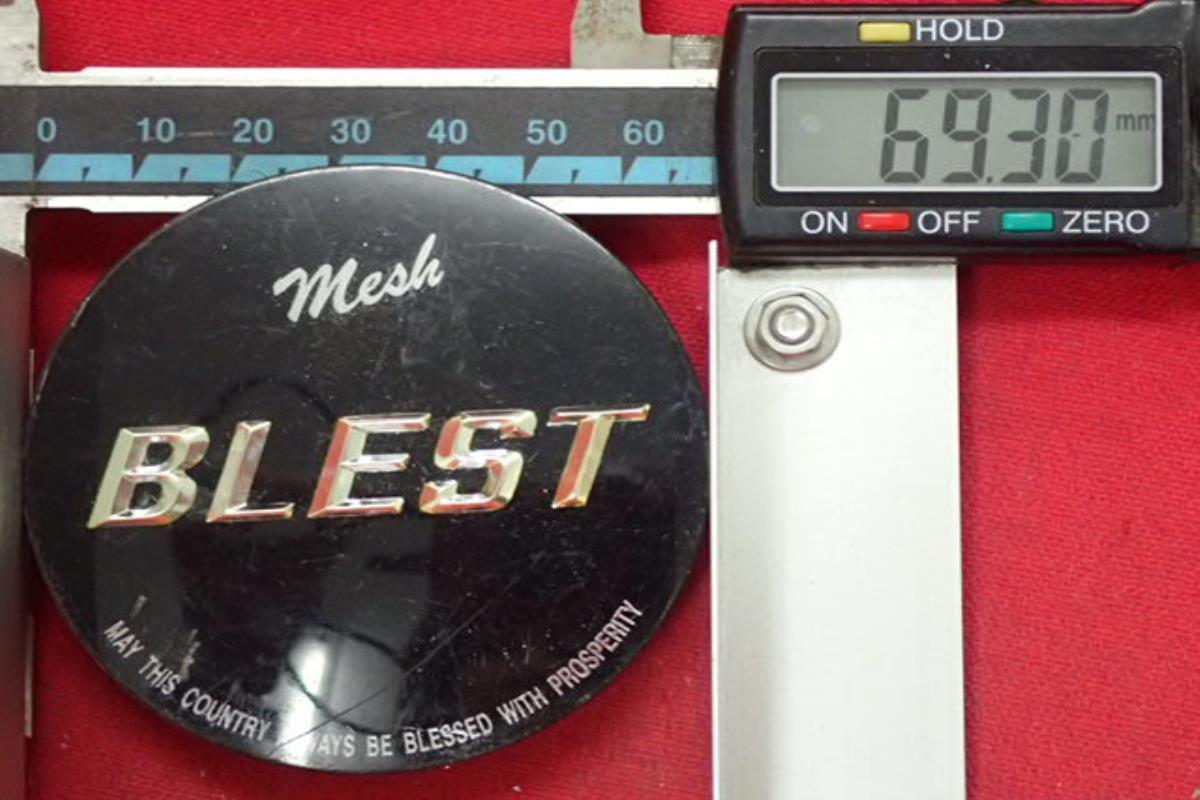 HOLD
0 10 20 30 40 50 60
69.30 mm
ON OFF ZERO
Mesh
BLEST
MAY THIS COUNTRY AYS BE BLESSED WITH PROSPERITY